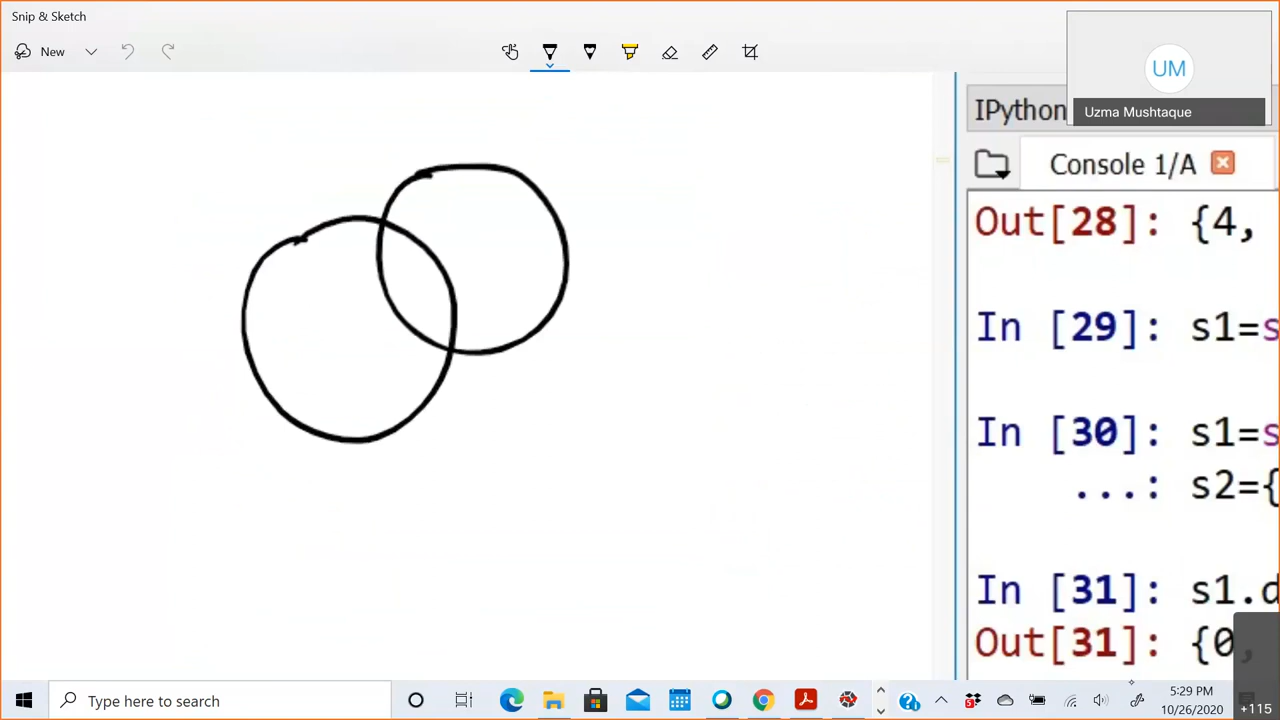 Snip & Sketch
New
UM
Uzma Mushtaque
IPython
Console 1/A
Out[28]: {4,
In [29]: s1=s
In [30]: s1=s
...: s2={
In [31]: s1.d
Out[31]: {0,
Type here to search
5:29 PM
10/26/2020
+115